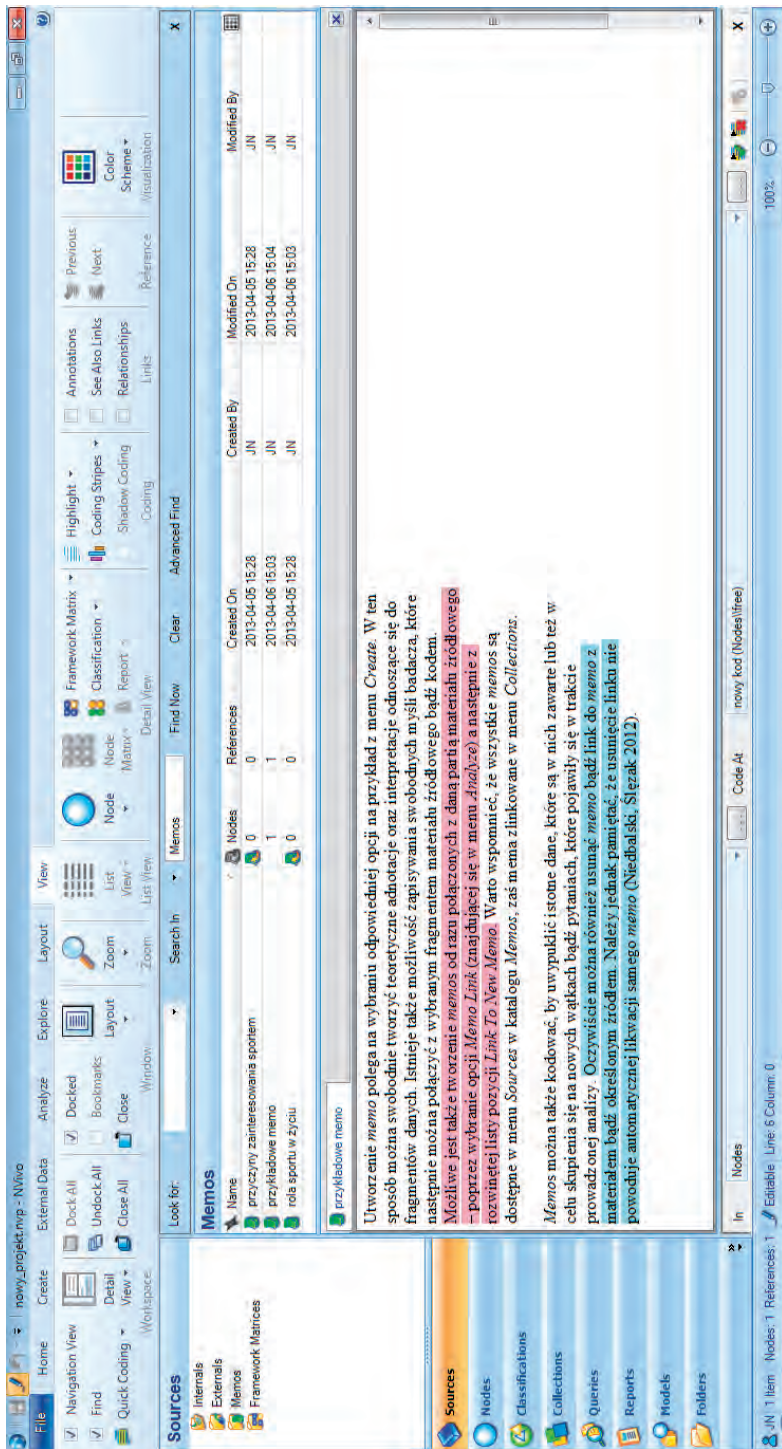 nowy_projekt.nvp - NVivo
File Home Create External Data Analyze Explore Layout View
Navigation View
Find
Quick Coding
Detail View
Dock All
Undock All
Close All
Workspace
Docked
Bookmarks
Close
Layout
Window
Zoom
Zoom
List View
List View
Node
Node Matrix
Framework Matrix
Classification
Report
Detail View
Highlight
Coding Stripes
Shadow Coding
Coding
Annotations
See Also Links
Relationships
Links
Previous
Next
Reference
Color Scheme
Visualization
Look for: Search In Memos Find Now Clear Advanced Find X
Sources
Internals
Externals
Memos
Framework Matrices
Memos
Name Nodes References Created On Created By Modified On Modified By
przyczyny zainteresowania sportem 0 0 2013-04-05 15:28 JN 2013-04-05 15:28 JN
przykładowe memo 1 1 2013-04-06 15:03 JN 2013-04-06 15:04 JN
rola sportu w życiu 0 0 2013-04-05 15:28 JN 2013-04-06 15:03 JN
przykładowe memo
Utworzenie memo polega na wybraniu odpowiedniej opcji na przykład z menu Create. W ten
sposób można swobodnie tworzyć teoretyczne adnotacje oraz interpretacje odnoszące się do
fragmentów danych. Istnieje także możliwość zapisywania swobodnych myśli badacza, które
następnie można połączyć z wybranym fragmentem materiału źródłowego bądź kodem.
Możliwe jest także tworzenie memos od razu połączonych z daną partią materiału źródłowego
– poprzez wybranie opcji Memo Link (znajdującej się w menu Analyze) a następnie z
rozwiniętej listy pozycji Link To New Memo. Warto wspomnieć, że wszystkie memos są
dostępne w menu Sources w katalogu Memos, zaś mema zlinkowane w menu Collections.
Memos można także kodować, by uwypuklić istotne dane, które są w nich zawarte lub też w
celu skupienia się na nowych wątkach bądź pytaniach, które pojawiły się w trakcie
prowadzonej analizy. Oczywiście można również usunąć memo bądź link do memo z
materiałem bądź określonym źródłem. Należy jednak pamiętać, że usunięcie linku nie
powoduje automatycznej likwacji samego memo (Niedbalski, Ślęzak 2012).
Sources
Nodes
Classifications
Collections
Queries
Reports
Models
Folders
In Nodes ... Code At nowy kod (Nodes\\free) ... X
JN 1 Item Nodes: 1 References: 1 Editable Line: 6 Column: 0 100%